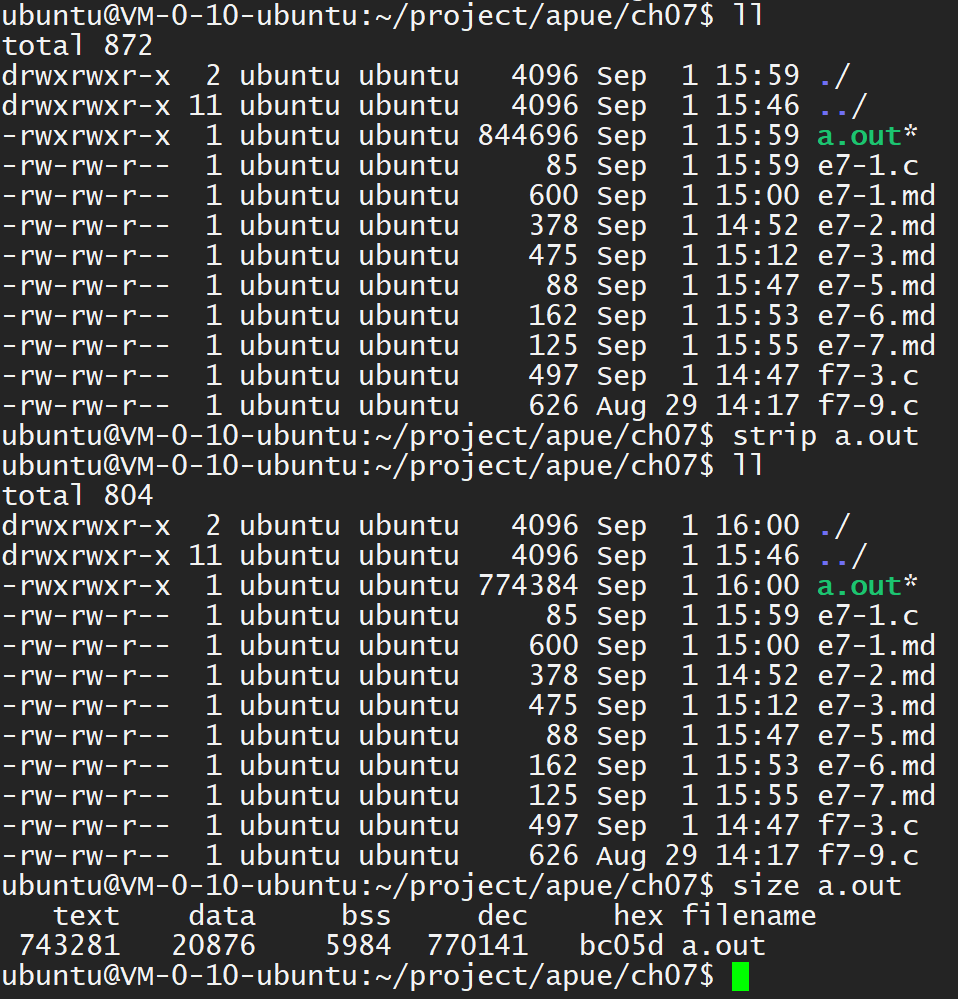 ubuntu@VM-0-10-ubuntu:~/project/apue/ch07$ ll
total 872
drwxrwxr-x  2 ubuntu ubuntu   4096 Sep  1 15:59 ./
drwxrwxr-x 11 ubuntu ubuntu   4096 Sep  1 15:46 ../
-rwxrwxr-x  1 ubuntu ubuntu 844696 Sep  1 15:59 a.out*
-rw-rw-r--  1 ubuntu ubuntu     85 Sep  1 15:59 e7-1.c
-rw-rw-r--  1 ubuntu ubuntu    600 Sep  1 15:00 e7-1.md
-rw-rw-r--  1 ubuntu ubuntu    378 Sep  1 14:52 e7-2.md
-rw-rw-r--  1 ubuntu ubuntu    475 Sep  1 15:12 e7-3.md
-rw-rw-r--  1 ubuntu ubuntu     88 Sep  1 15:47 e7-5.md
-rw-rw-r--  1 ubuntu ubuntu    162 Sep  1 15:53 e7-6.md
-rw-rw-r--  1 ubuntu ubuntu    125 Sep  1 15:55 e7-7.md
-rw-rw-r--  1 ubuntu ubuntu    497 Sep  1 14:47 f7-3.c
-rw-rw-r--  1 ubuntu ubuntu    626 Aug 29 14:17 f7-9.c
ubuntu@VM-0-10-ubuntu:~/project/apue/ch07$ strip a.out
ubuntu@VM-0-10-ubuntu:~/project/apue/ch07$ ll
total 804
drwxrwxr-x  2 ubuntu ubuntu   4096 Sep  1 16:00 ./
drwxrwxr-x 11 ubuntu ubuntu   4096 Sep  1 15:46 ../
-rwxrwxr-x  1 ubuntu ubuntu 774384 Sep  1 16:00 a.out*
-rw-rw-r--  1 ubuntu ubuntu     85 Sep  1 15:59 e7-1.c
-rw-rw-r--  1 ubuntu ubuntu    600 Sep  1 15:00 e7-1.md
-rw-rw-r--  1 ubuntu ubuntu    378 Sep  1 14:52 e7-2.md
-rw-rw-r--  1 ubuntu ubuntu    475 Sep  1 15:12 e7-3.md
-rw-rw-r--  1 ubuntu ubuntu     88 Sep  1 15:47 e7-5.md
-rw-rw-r--  1 ubuntu ubuntu    162 Sep  1 15:53 e7-6.md
-rw-rw-r--  1 ubuntu ubuntu    125 Sep  1 15:55 e7-7.md
-rw-rw-r--  1 ubuntu ubuntu    497 Sep  1 14:47 f7-3.c
-rw-rw-r--  1 ubuntu ubuntu    626 Aug 29 14:17 f7-9.c
ubuntu@VM-0-10-ubuntu:~/project/apue/ch07$ size a.out
   text    data     bss     dec     hex filename
 743281   20876    5984  770141   bc05d a.out
ubuntu@VM-0-10-ubuntu:~/project/apue/ch07$